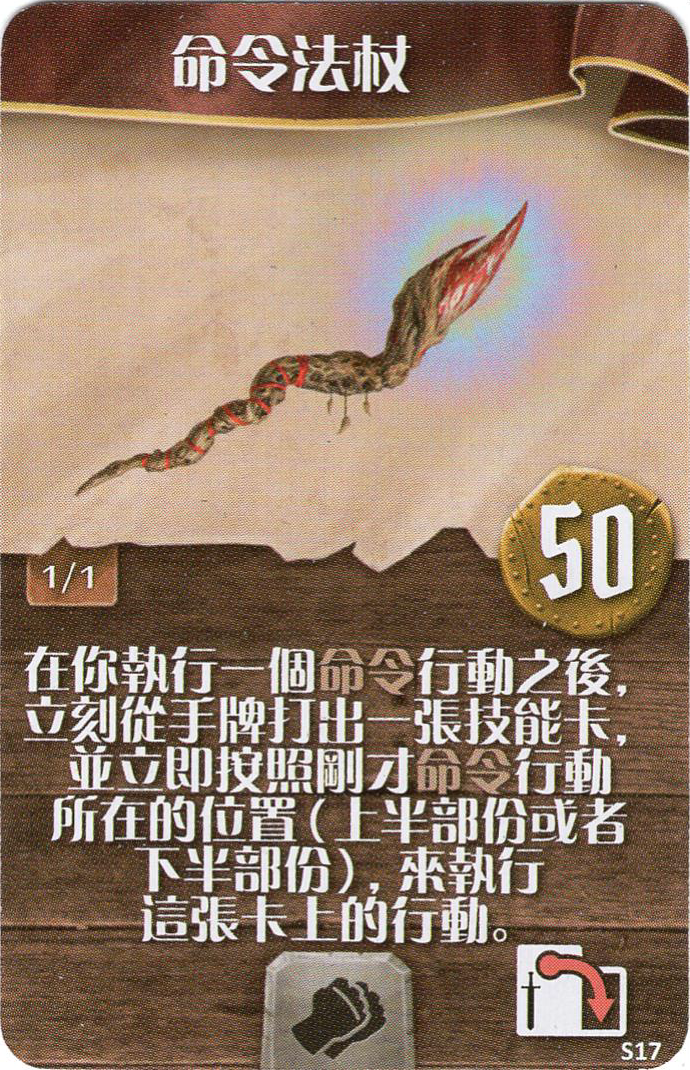 命令法杖
1/1
50
在你執行一個命令行動之後,
立刻從手牌打出一張技能卡,
並立即按照剛才命令行動
所在的位置(上半部份或者
下半部份),來執行
這張卡上的行動。
S17